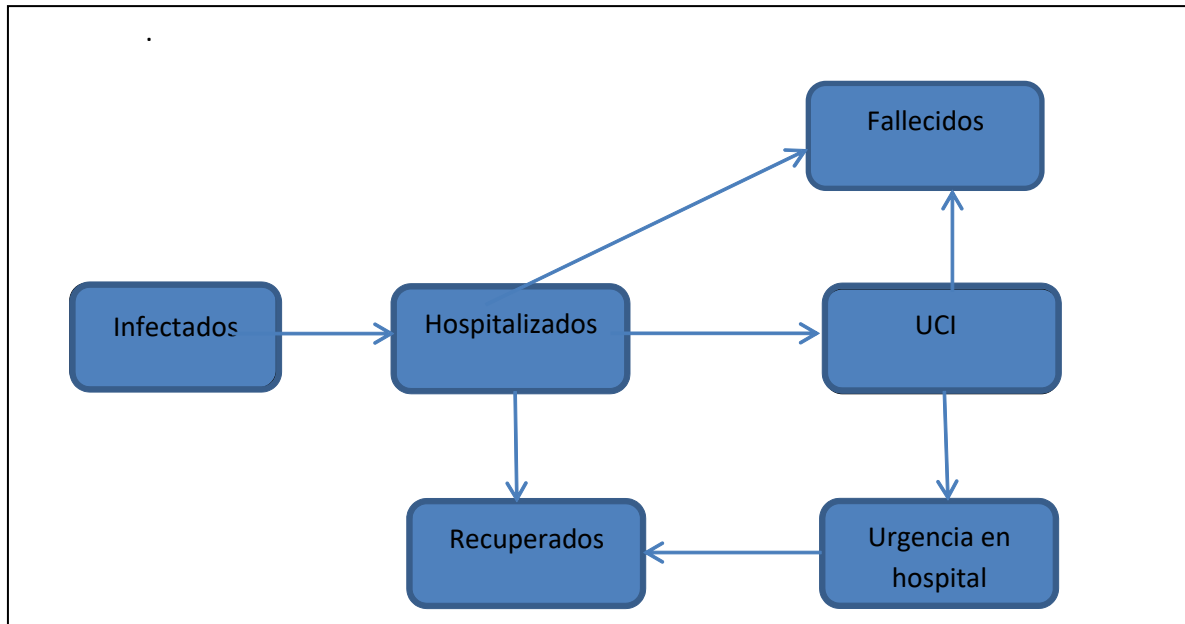 .
Fallecidos
Infectados
Hospitalizados
UCI
Recuperados
Urgencia en
hospital